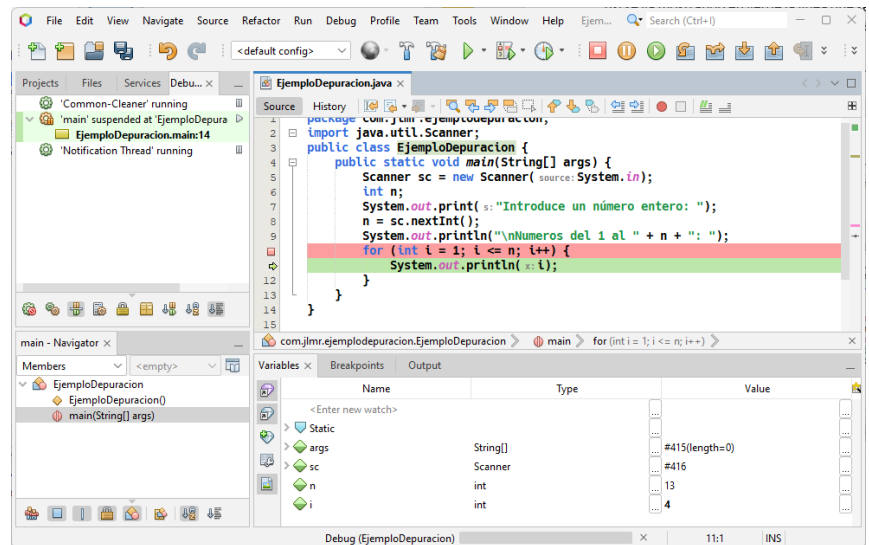 File Edit View Navigate Source Refactor Run Debug Profile Team Tools Window Help Ejem... Search (Ctrl+I)
<default config>
Projects Files Services Debu... ×
'Common-Cleaner' running
'main' suspended at 'EjemploDepura
EjemploDepuracion.main:14
'Notification Thread' running
EjemploDepuracion.java ×
Source History
1 package com.jlmr.ejemplodepuracion;
2 import java.util.Scanner;
3 public class EjemploDepuracion {
4 public static void main(String[] args) {
5 Scanner sc = new Scanner( source: System.in);
6 int n;
7 System.out.print( s: "Introduce un número entero: ");
8 n = sc.nextInt();
9 System.out.println("\nNumeros del 1 al " + n + ": ");
for (int i = 1; i <= n; i++) {
System.out.println( x: i);
12 }
13 }
14 }
15
com.jlmr.ejemplodepuracion.EjemploDepuracion main for (int i = 1; i <= n; i++)
main - Navigator ×
Members <empty>
EjemploDepuracion
EjemploDepuracion()
main(String[] args)
Variables × Breakpoints Output
Name Type Value
<Enter new watch> ...
Static ... ...
args String[] ... #415(length=0) ...
sc Scanner ... #416 ...
n int ... 13 ...
i int ... 4 ...
Debug (EjemploDepuracion) 11:1 INS